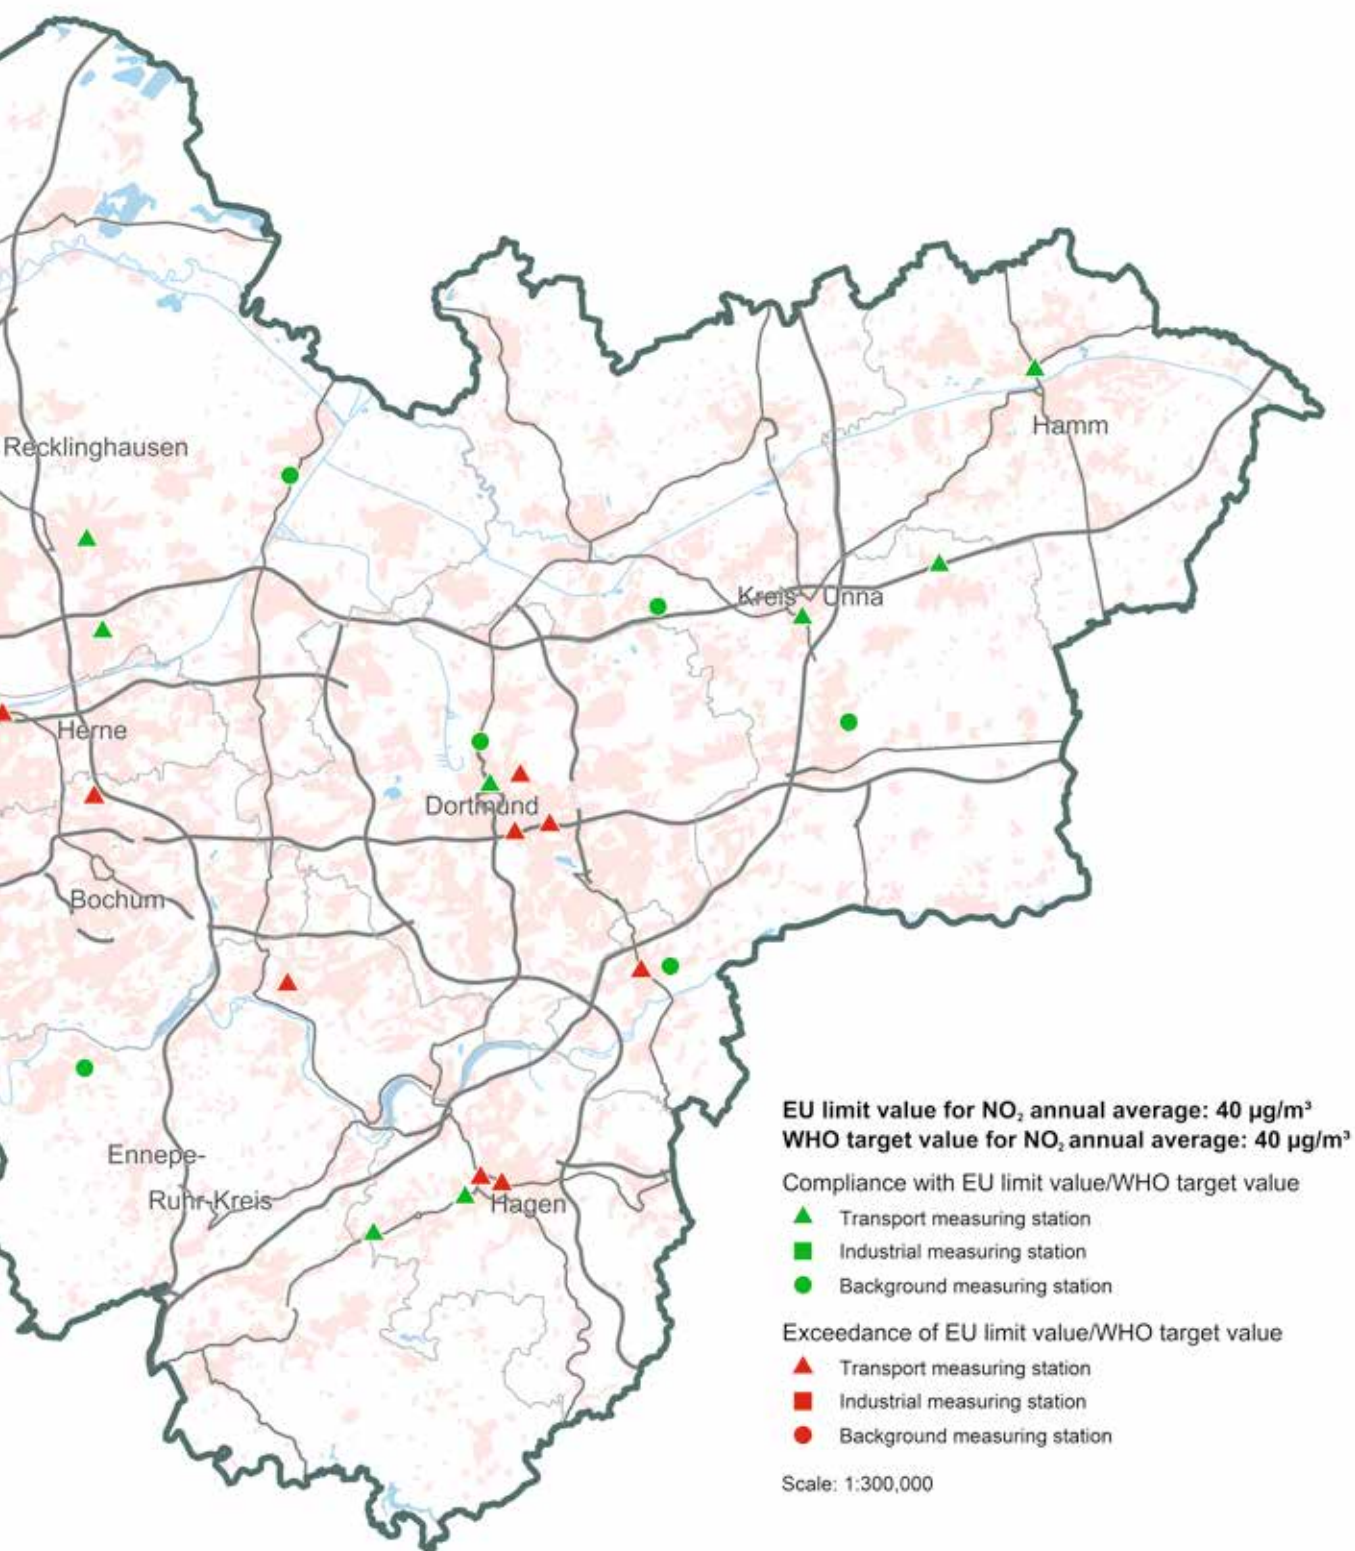 Recklinghausen
Hamm
Kreis Unna
Herne
Dortmund
Bochum
Ennepe-
Ruhr-Kreis
Hagen
EU limit value for NO₂ annual average: 40 µg/m³
WHO target value for NO₂ annual average: 40 µg/m³
Compliance with EU limit value/WHO target value
Transport measuring station
Industrial measuring station
Background measuring station
Exceedance of EU limit value/WHO target value
Transport measuring station
Industrial measuring station
Background measuring station
Scale: 1:300,000